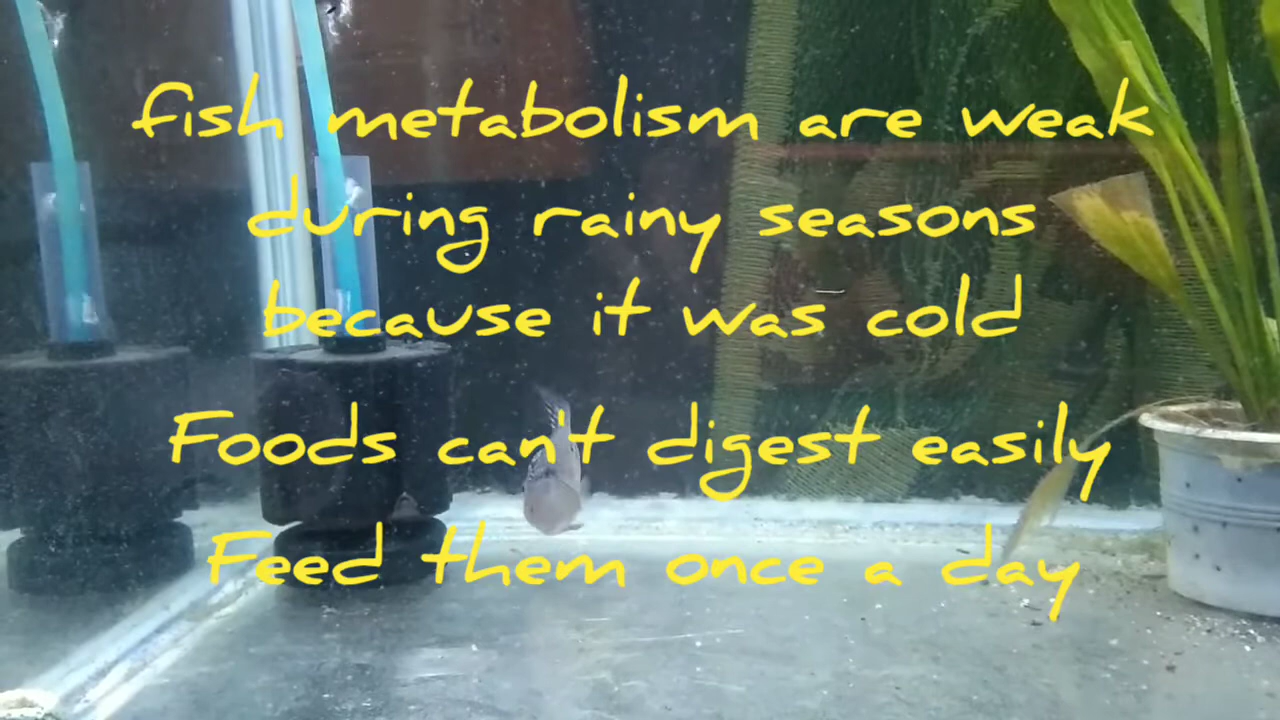 fish metabolism are weak
during rainy seasons
because it was cold
Foods can't digest easily
Feed them once a day